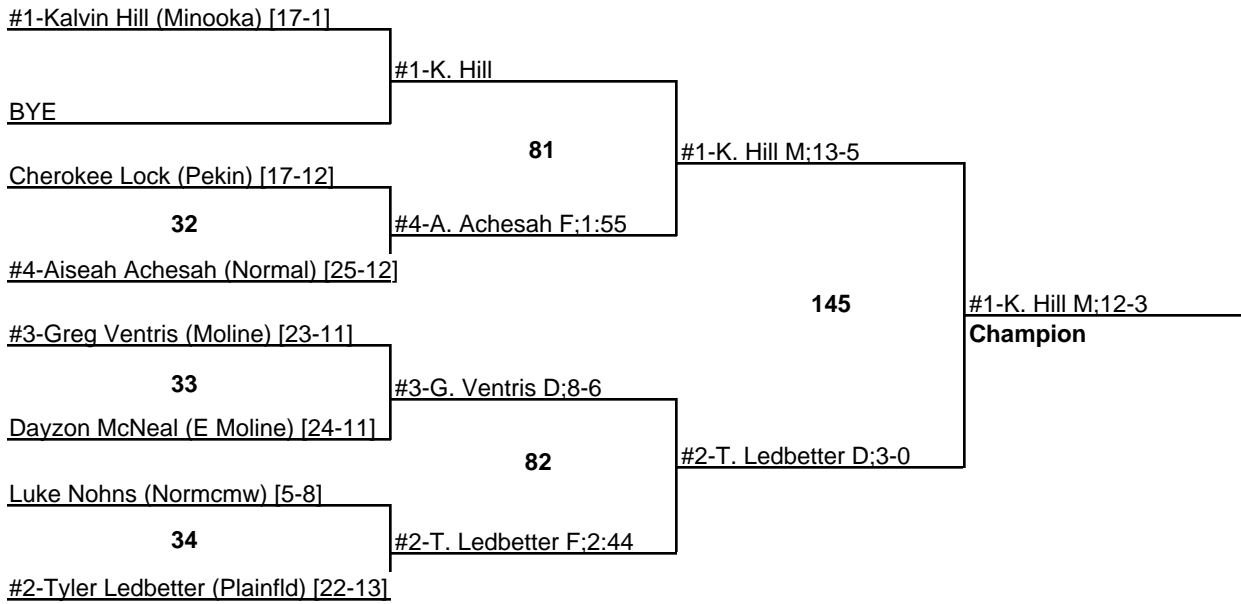 #1-Kalvin Hill (Minooka) [17-1]
#1-K. Hill
BYE
81
#1-K. Hill M;13-5
Cherokee Lock (Pekin) [17-12]
32
#4-A. Achesah F;1:55
#4-Aiseah Achesah (Normal) [25-12]
145
#1-K. Hill M;12-3
Champion
#3-Greg Ventris (Moline) [23-11]
33
#3-G. Ventris D;8-6
Dayzon McNeal (E Moline) [24-11]
82
#2-T. Ledbetter D;3-0
Luke Nohns (Normcmw) [5-8]
34
#2-T. Ledbetter F;2:44
#2-Tyler Ledbetter (Plainfld) [22-13]